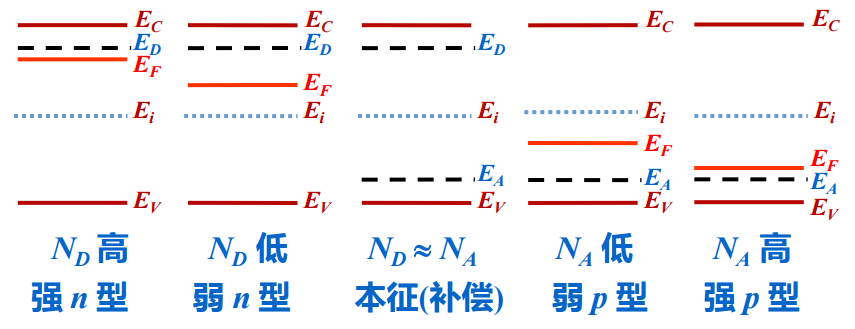 E_C
E_D
E_F
E_i
E_V
N_D 高
强 n 型
E_C
E_D
E_F
E_i
E_V
N_D 低
弱 n 型
E_D
E_i
E_A
E_V
N_D ≈ N_A
本征(补偿)
E_C
E_i
E_F
E_A
E_V
N_A 低
弱 p 型
E_C
E_i
E_F
E_A
E_V
N_A 高
强 p 型